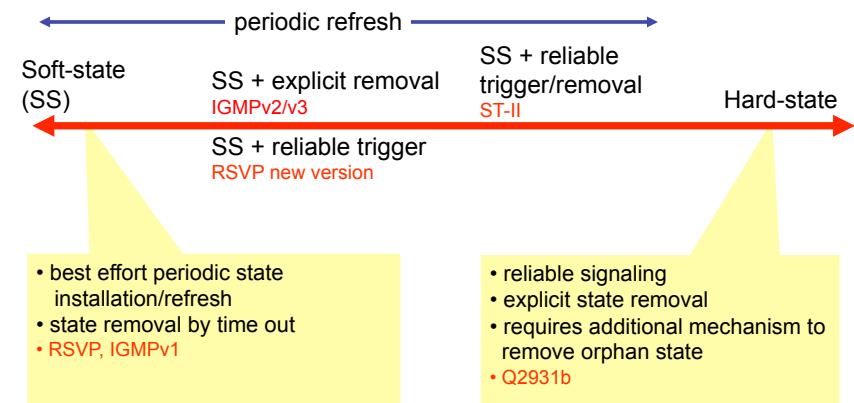 periodic refresh
Soft-state
(SS)
SS + explicit removal
IGMPv2/v3
SS + reliable
trigger/removal
ST-II
Hard-state
SS + reliable trigger
RSVP new version
• best effort periodic state
installation/refresh
• state removal by time out
• RSVP, IGMPv1
• reliable signaling
• explicit state removal
• requires additional mechanism to
remove orphan state
• Q2931b